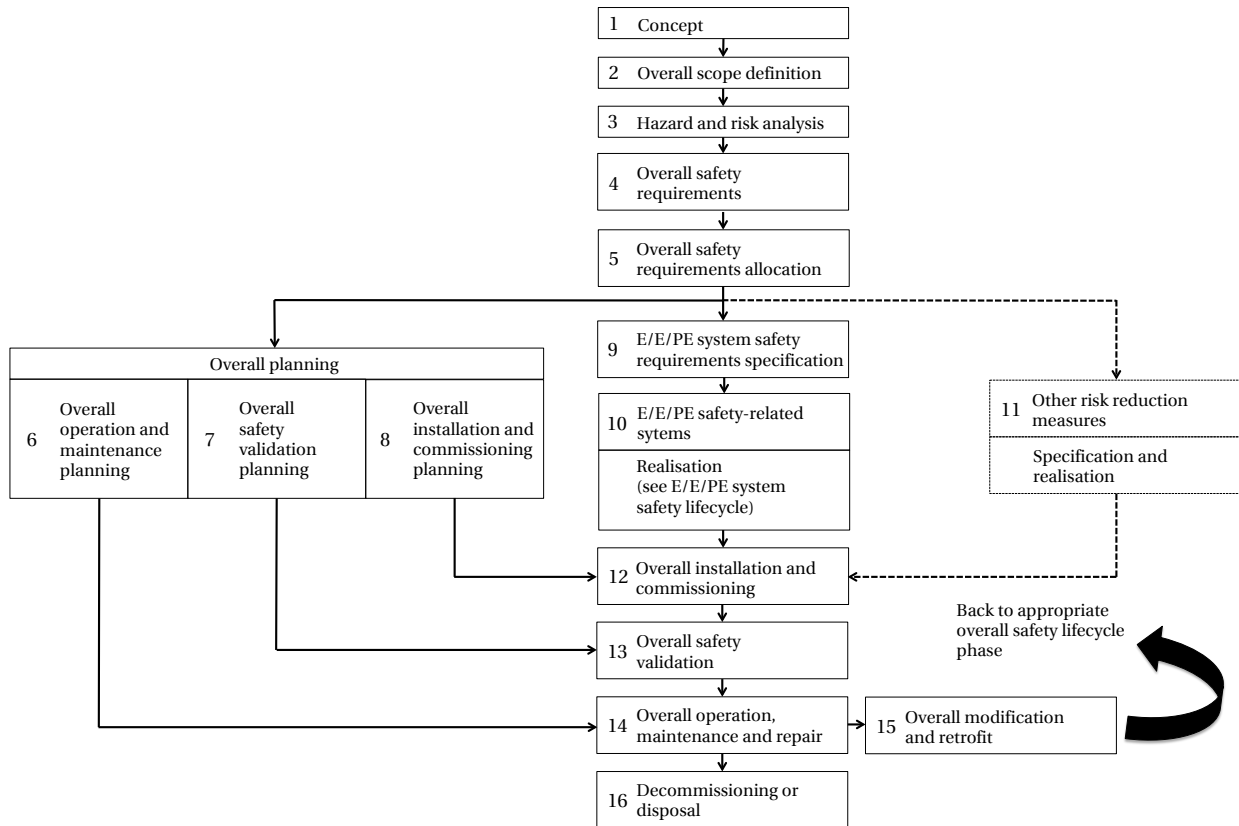 1 Concept
2 Overall scope definition
3 Hazard and risk analysis
4 Overall safety
requirements
5 Overall safety
requirements allocation
Overall planning
6 Overall
operation and
maintenance
planning
7 Overall
safety
validation
planning
8 Overall
installation and
commissioning
planning
9 E/E/PE system safety
requirements specification
10 E/E/PE safety-related
sytems
Realisation
(see E/E/PE system
safety lifecycle)
11 Other risk reduction
measures
Specification and
realisation
12 Overall installation and
commissioning
Back to appropriate
overall safety lifecycle
phase
13 Overall safety
validation
14 Overall operation,
maintenance and repair
15 Overall modification
and retrofit
16 Decommissioning or
disposal